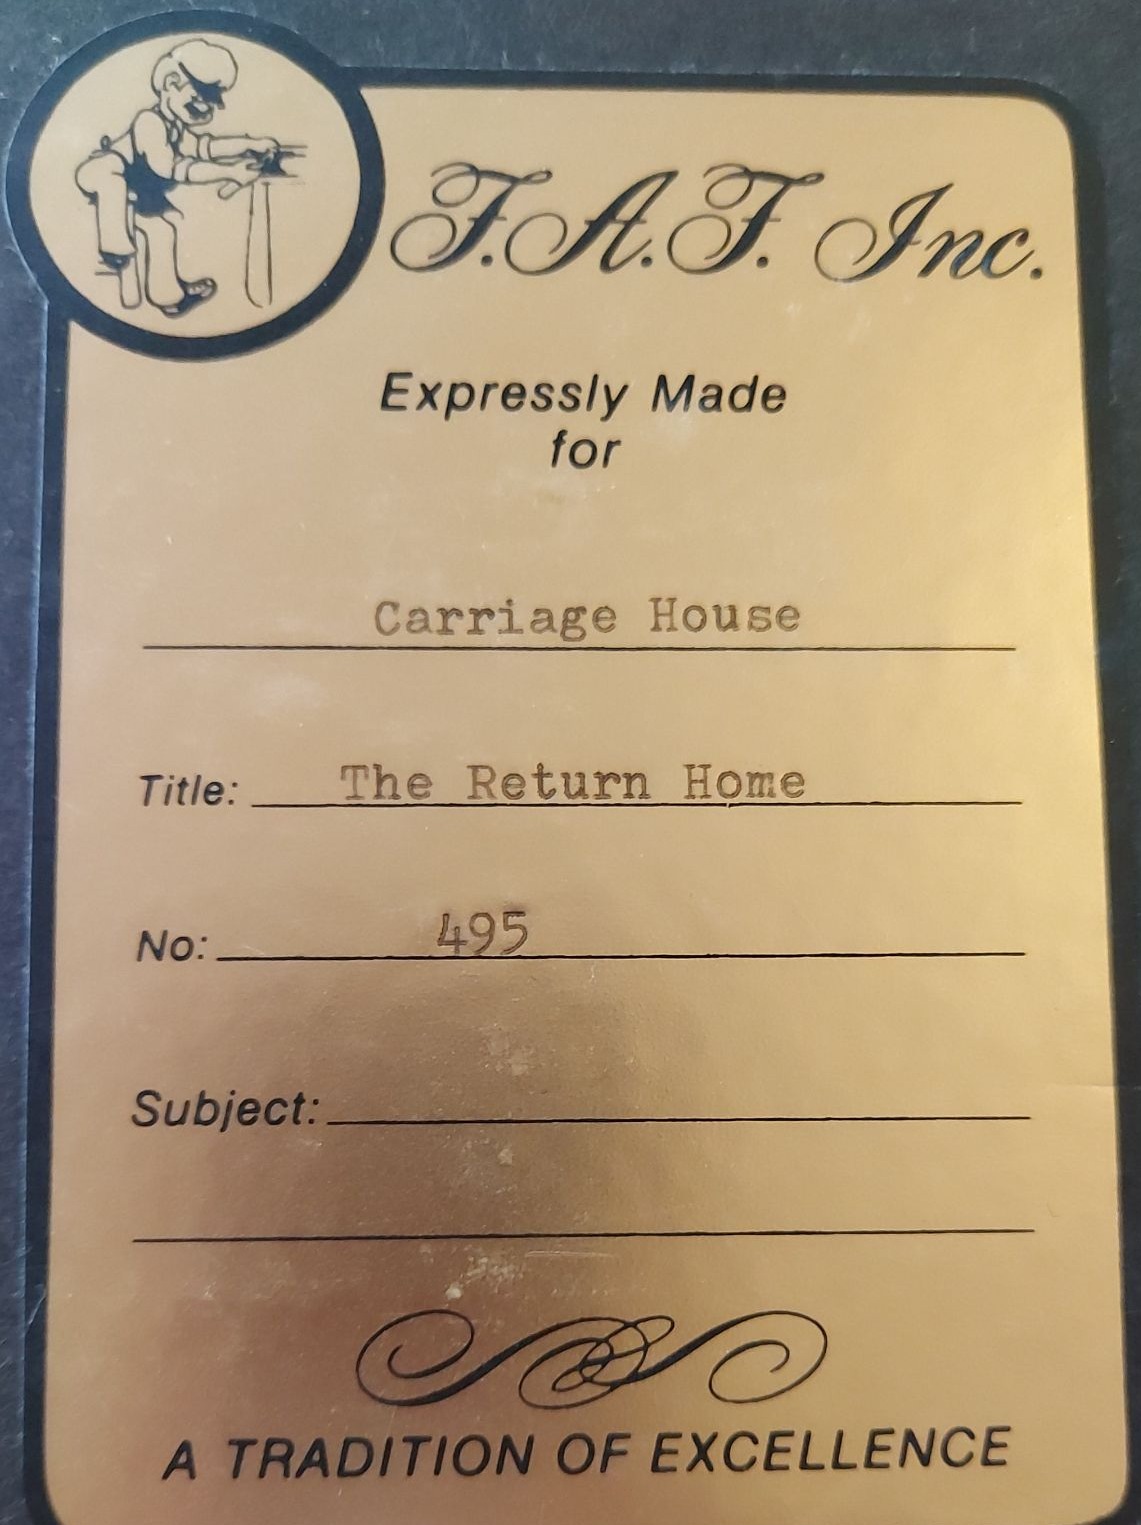 F.A.F. Inc.
Expressly Made
for
Carriage House
Title: The Return Home
No: 495
Subject:
A TRADITION OF EXCELLENCE